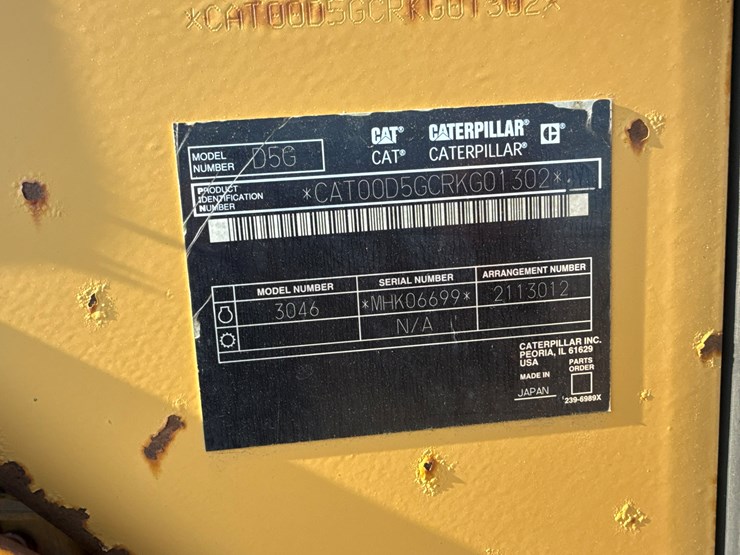 *CAT00D5GCRKG01302*
CAT® CATERPILLAR® C®
MODEL NUMBER D5G CAT® CATERPILLAR®
PRODUCT IDENTIFICATION NUMBER *CAT00D5GCRKG01302*
MODEL NUMBER SERIAL NUMBER ARRANGEMENT NUMBER
3046 *MHK06699* 2113012
N/A
CATERPILLAR INC.
PEORIA, IL 61629
USA
PARTS ORDER
MADE IN
JAPAN
239-6989X